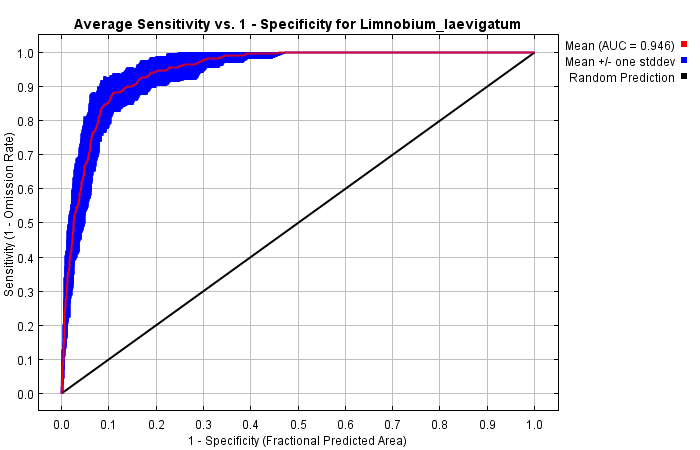 Average Sensitivity vs. 1 - Specificity for Limnobium_laevigatum
Mean (AUC = 0.946)
Mean +/- one stddev
Random Prediction
Sensitivity (1 - Omission Rate)
1.0
0.9
0.8
0.7
0.6
0.5
0.4
0.3
0.2
0.1
0.0
0.0 0.1 0.2 0.3 0.4 0.5 0.6 0.7 0.8 0.9 1.0
1 - Specificity (Fractional Predicted Area)